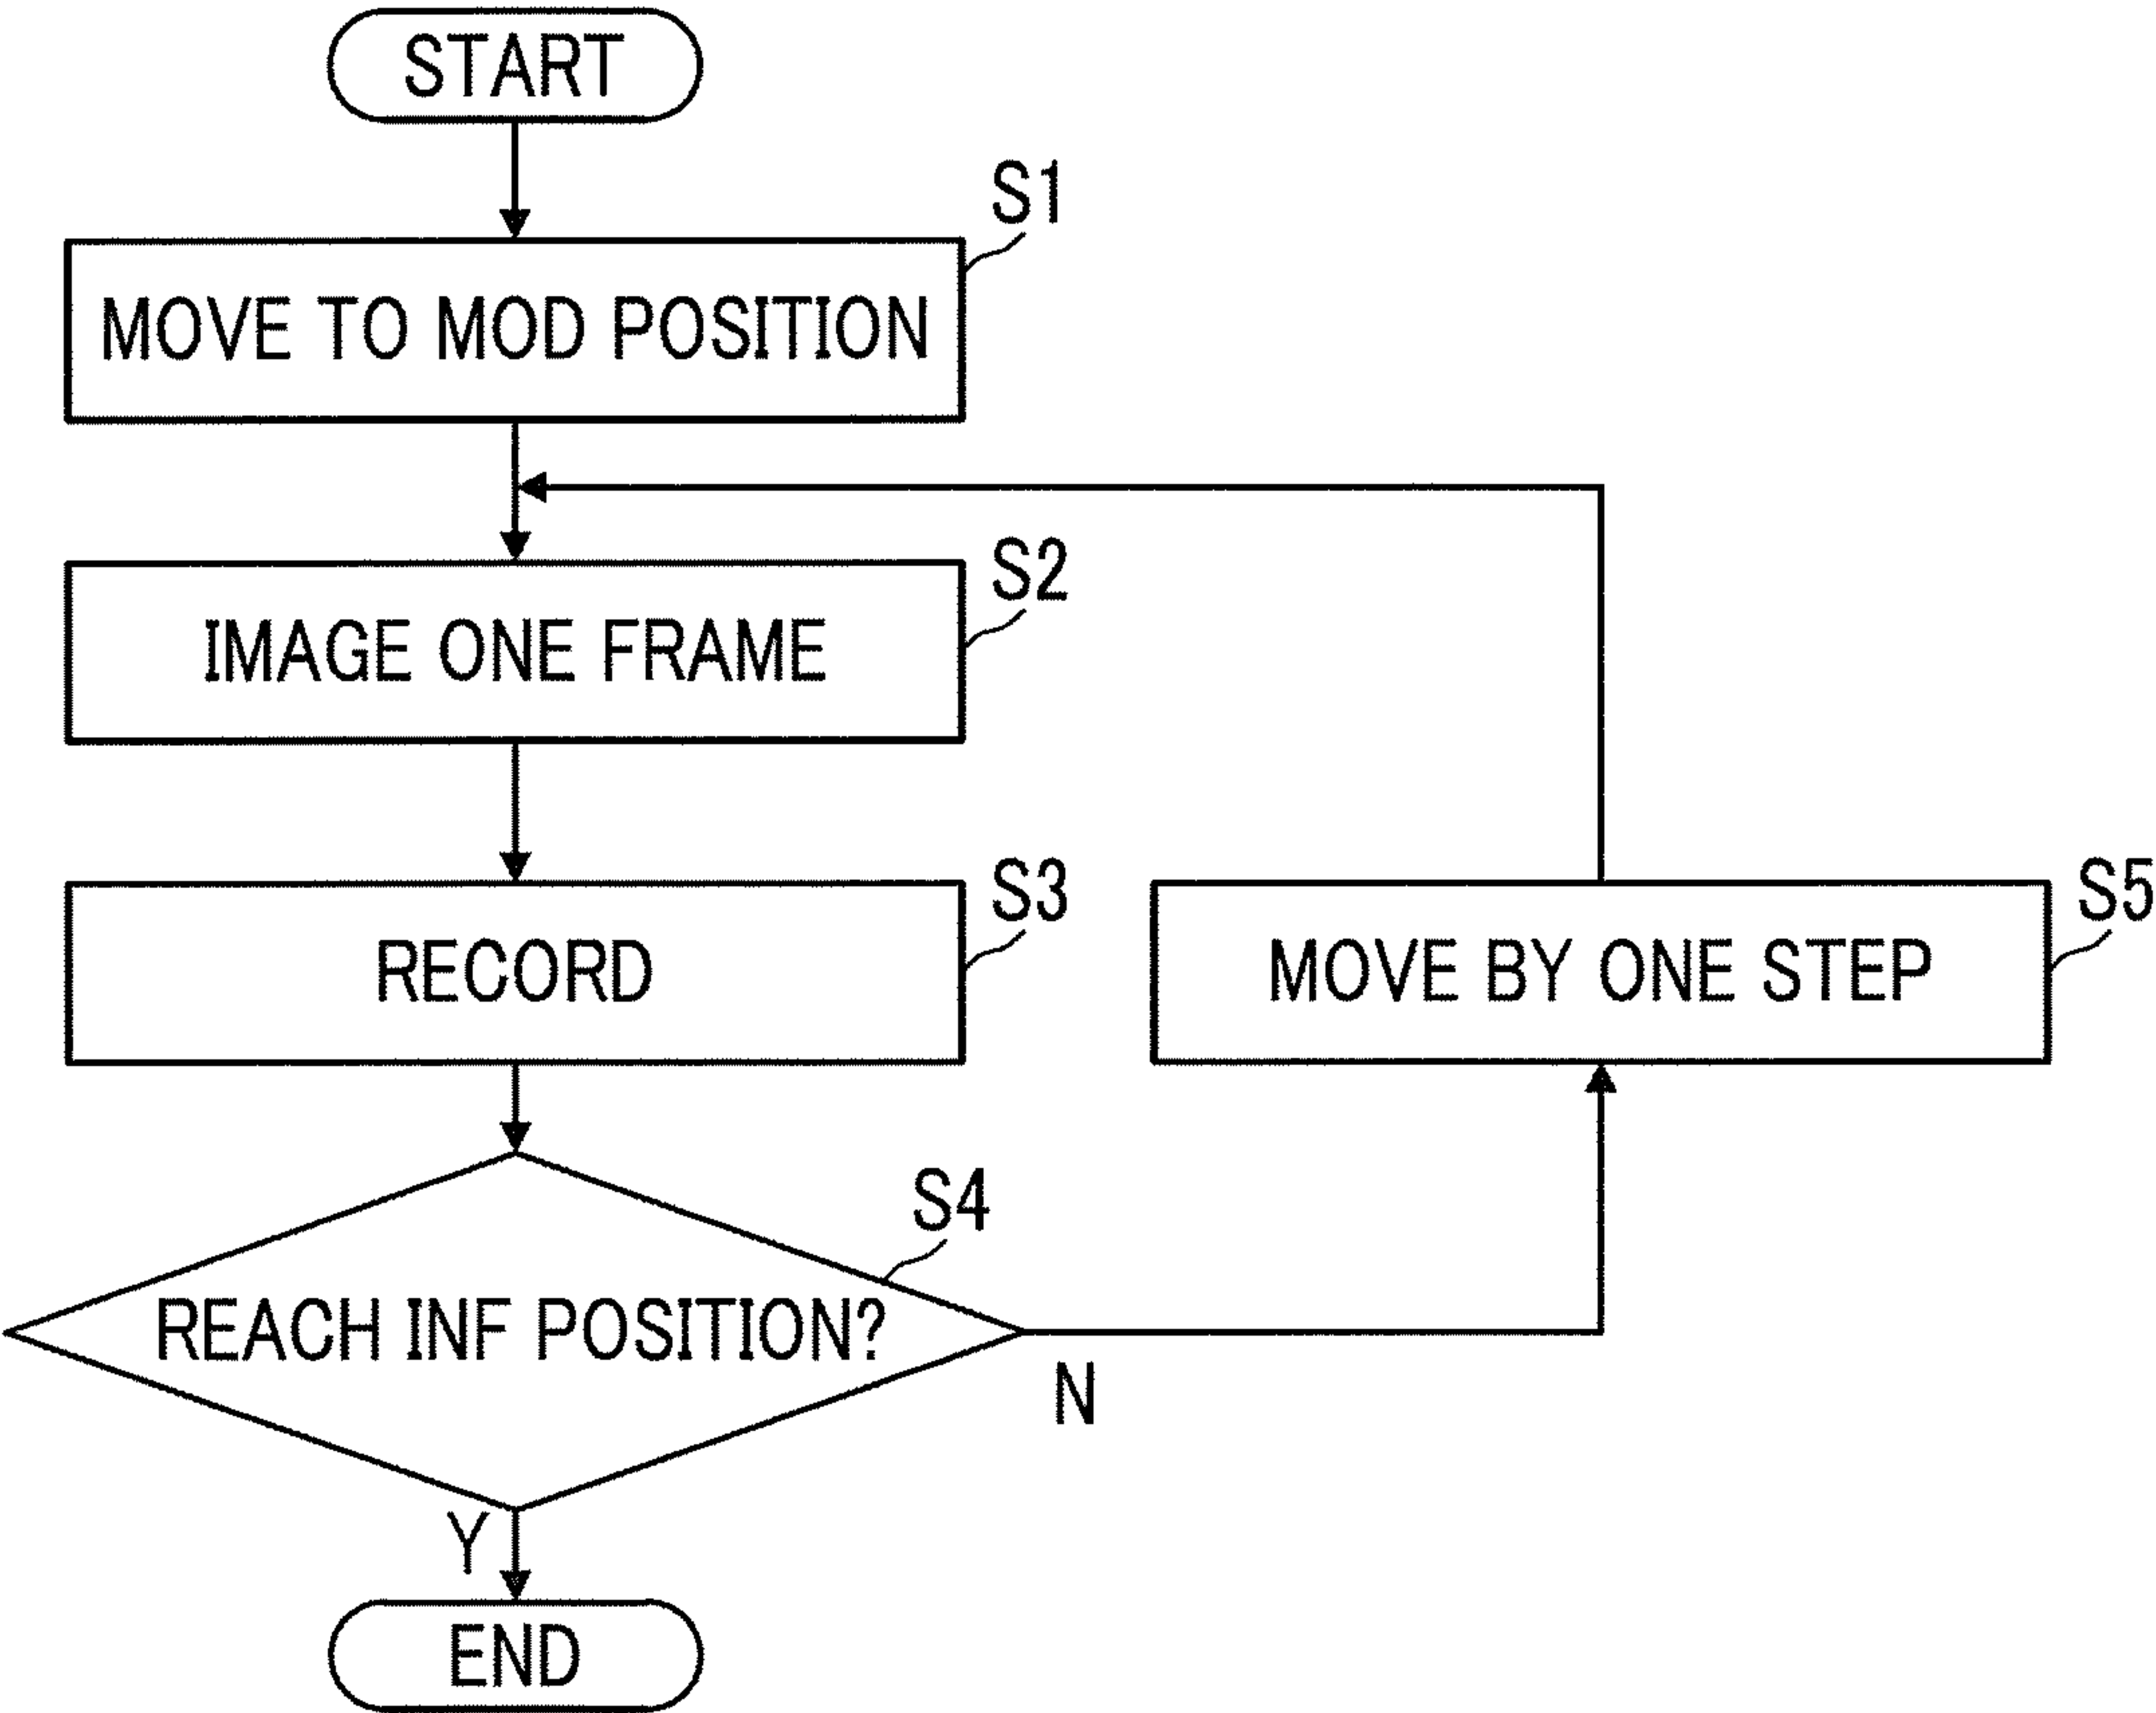 START
S1
MOVE TO MOD POSITION
S2
IMAGE ONE FRAME
S3
RECORD
S5
MOVE BY ONE STEP
S4
REACH INF POSITION?
N
Y
END